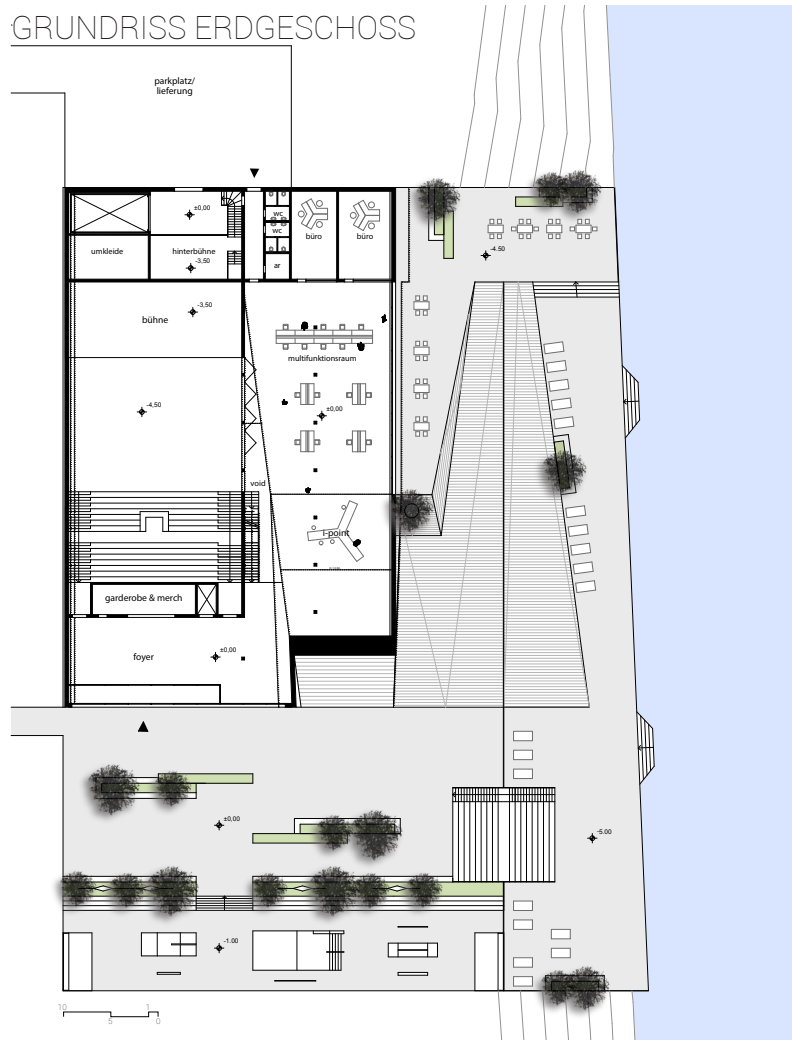 GRUNDRISS ERDGESCHOSS
parkplatz/
lieferung
±0,00
wc
wc
büro
büro
umkleide
hinterbühne
-3,50
ar
-4.50
bühne
-3,50
multifunktionsraum
-4,50
±0,00
void
I-point
garderobe & merch
foyer
±0,00
±0,00
-5.00
-1.00
10
1
5
0